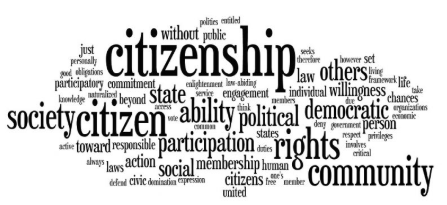 polities entitled
without public
just citizenship seeks
personally therefore however set
good obligations enlightenment law-abiding law others living
participatory commitment service engagement individual willingness framework life
knowledge naturalized beyond state access members due take
society citizen vote ability think political democratic chances
common states deny government person organizations economic
active toward responsible participation duties rights respect privileges
always action social membership human involves critical
laws citizens one's community
defend civic domination expression free member
united